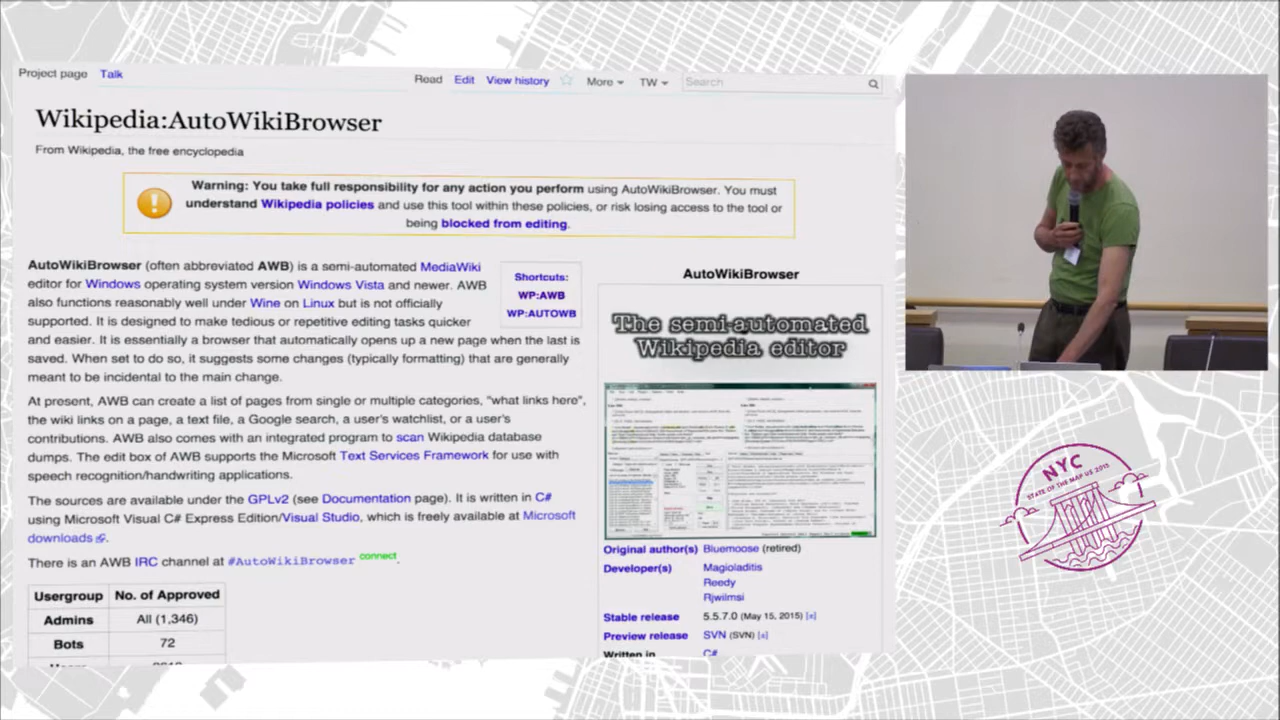 Project page Talk Read Edit View history More TW Search
Wikipedia:AutoWikiBrowser
From Wikipedia, the free encyclopedia
Warning: You take full responsibility for any action you perform using AutoWikiBrowser. You must
understand Wikipedia policies and use this tool within these policies, or risk losing access to the tool or
being blocked from editing.
AutoWikiBrowser (often abbreviated AWB) is a semi-automated MediaWiki
editor for Windows operating system version Windows Vista and newer. AWB
also functions reasonably well under Wine on Linux but is not officially
supported. It is designed to make tedious or repetitive editing tasks quicker
and easier. It is essentially a browser that automatically opens up a new page when the last is
saved. When set to do so, it suggests some changes (typically formatting) that are generally
meant to be incidental to the main change.
Shortcuts:
WP:AWB
WP:AUTOWB
At present, AWB can create a list of pages from single or multiple categories, "what links here",
the wiki links on a page, a text file, a Google search, a user's watchlist, or a user's
contributions. AWB also comes with an integrated program to scan Wikipedia database
dumps. The edit box of AWB supports the Microsoft Text Services Framework for use with
speech recognition/handwriting applications.
The sources are available under the GPLv2 (see Documentation page). It is written in C#
using Microsoft Visual C# Express Edition/Visual Studio, which is freely available at Microsoft
downloads.
There is an AWB IRC channel at #AutoWikiBrowser connect.
Usergroup No. of Approved
Admins All (1,346)
Bots 72
AutoWikiBrowser
The semi-automated
Wikipedia editor
Original author(s) Bluemoose (retired)
Developer(s) Magioladitis
Reedy
Rjwilmsi
Stable release 5.5.7.0 (May 15, 2015) [±]
Preview release SVN (SVN) [±]
Written in C#
NYC
STATE OF THE MAP US 2015